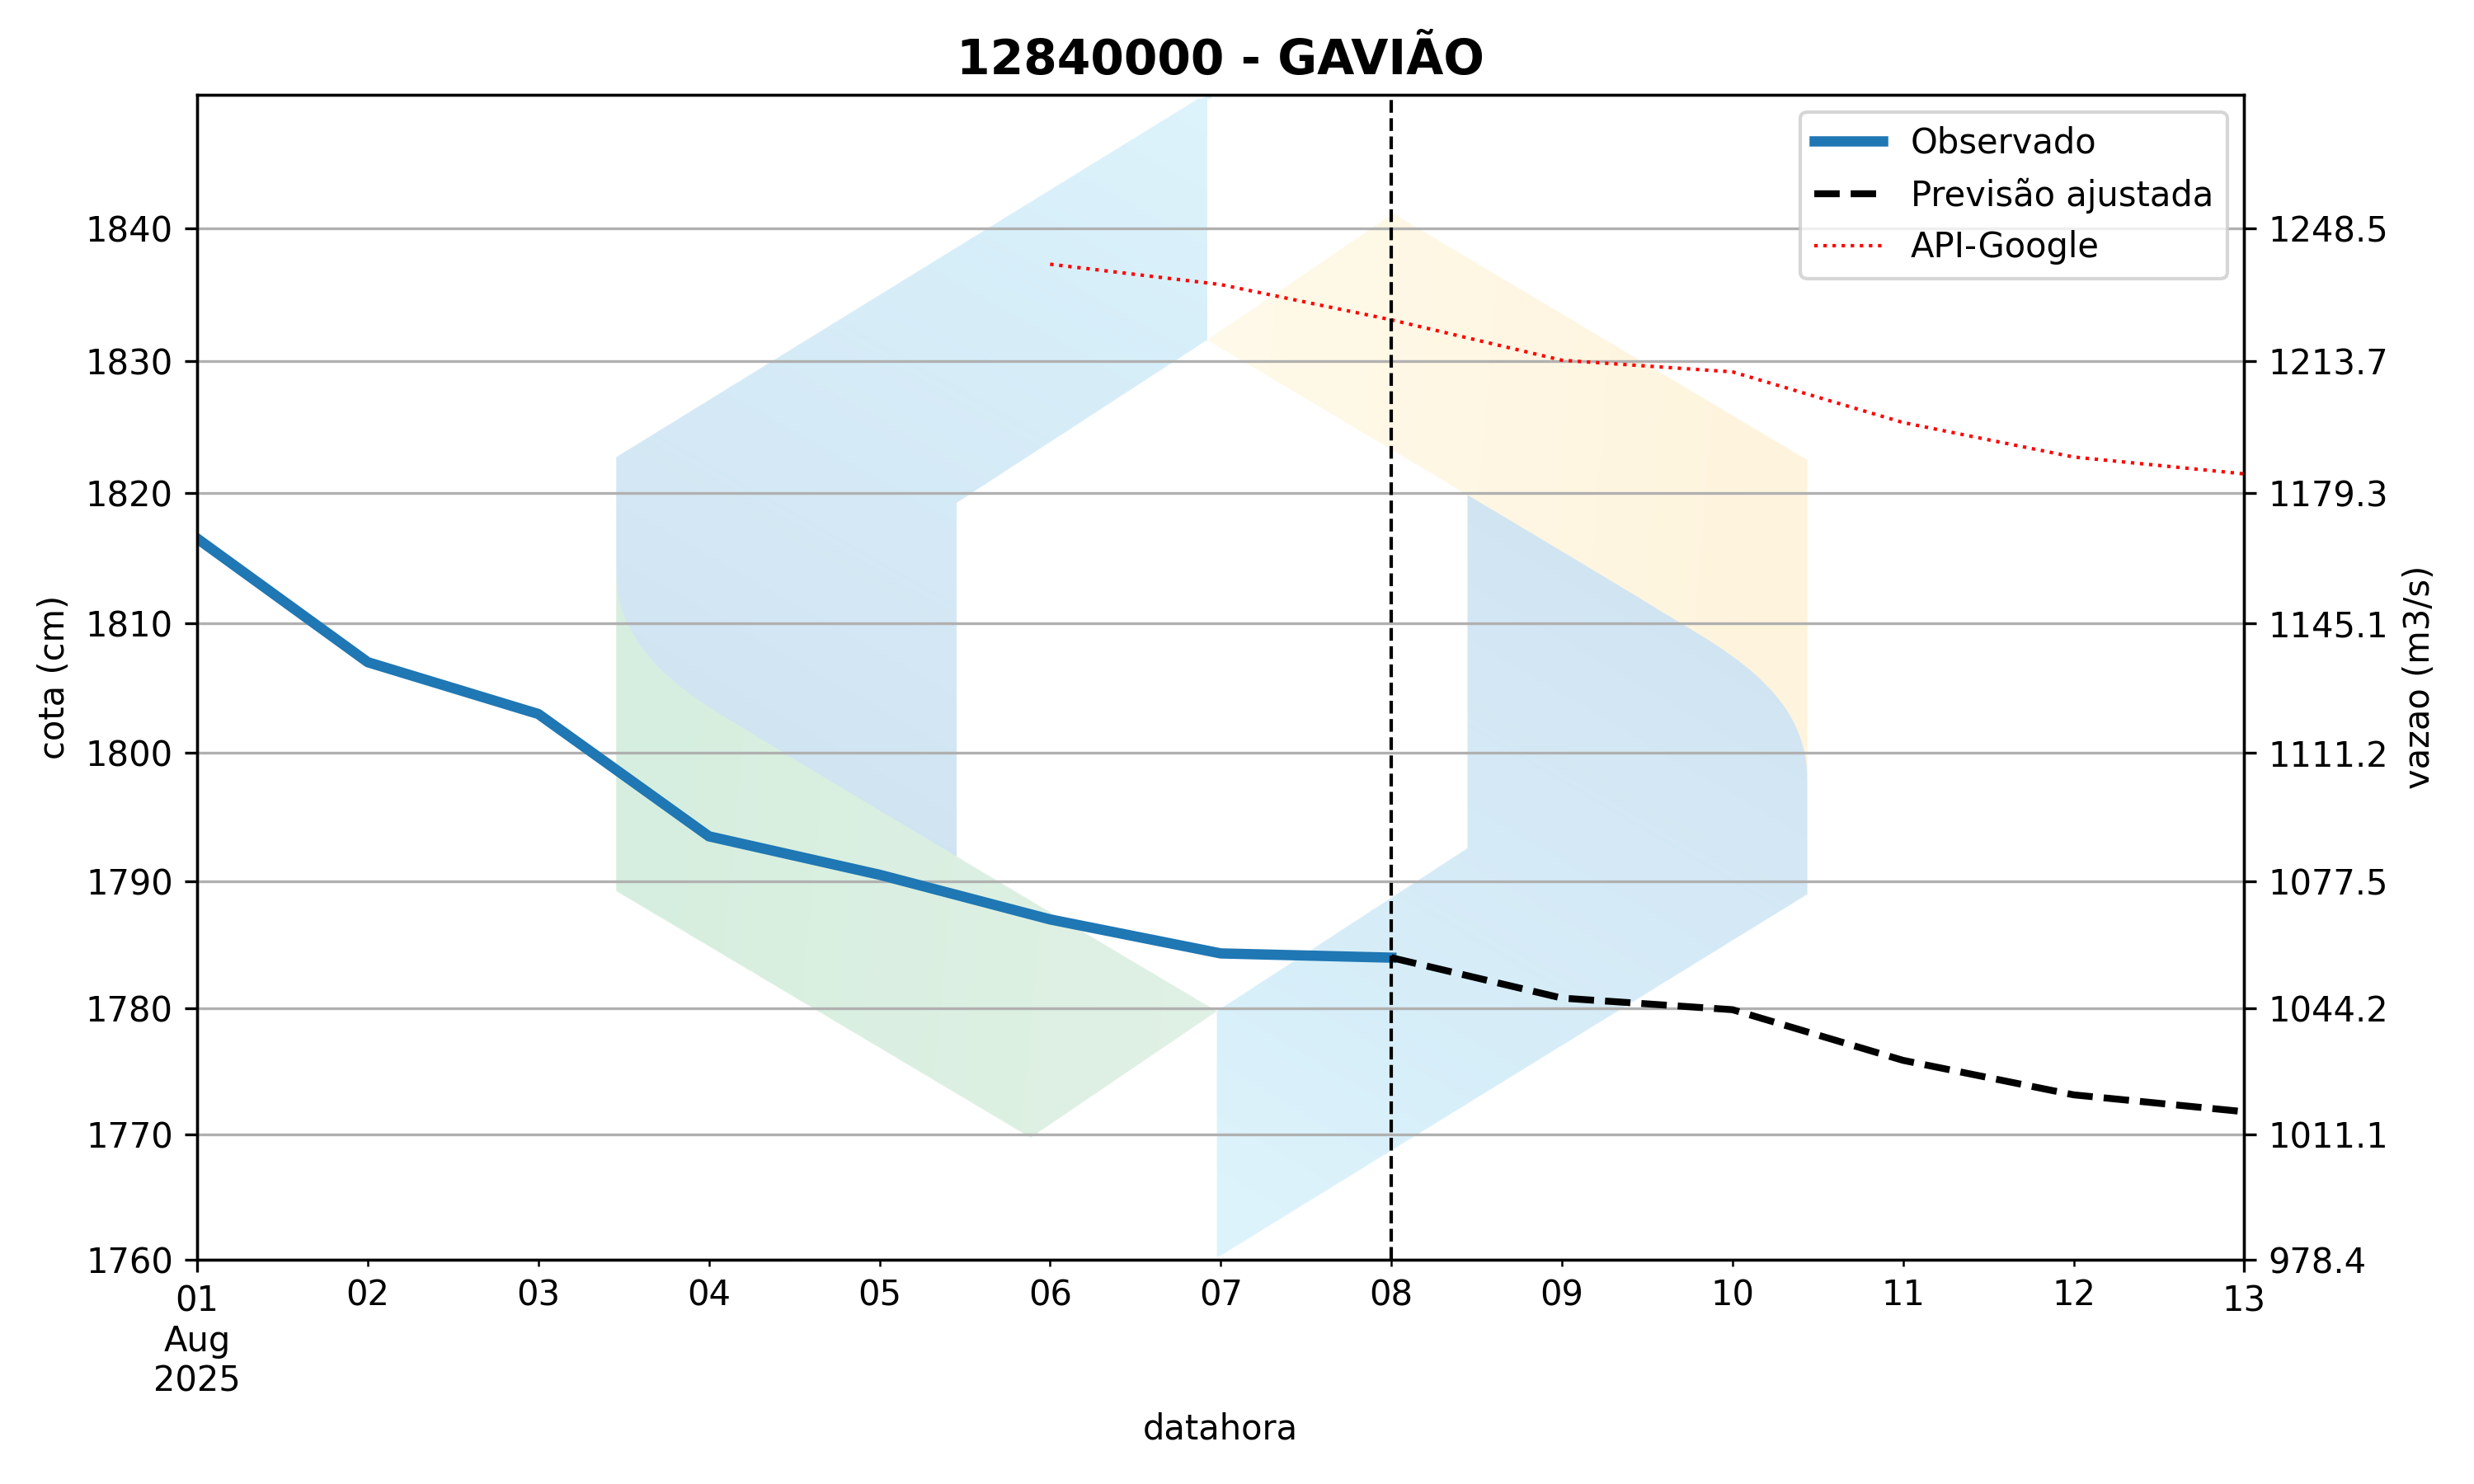 12840000 - GAVIÃO
Observado
Previsão ajustada
API-Google
cota (cm)
1840
1830
1820
1810
1800
1790
1780
1770
1760
1248.5
1213.7
1179.3
1145.1
1111.2
1077.5
1044.2
1011.1
978.4
vazao (m3/s)
01 02 03 04 05 06 07 08 09 10 11 12 13
Aug
2025
datahora